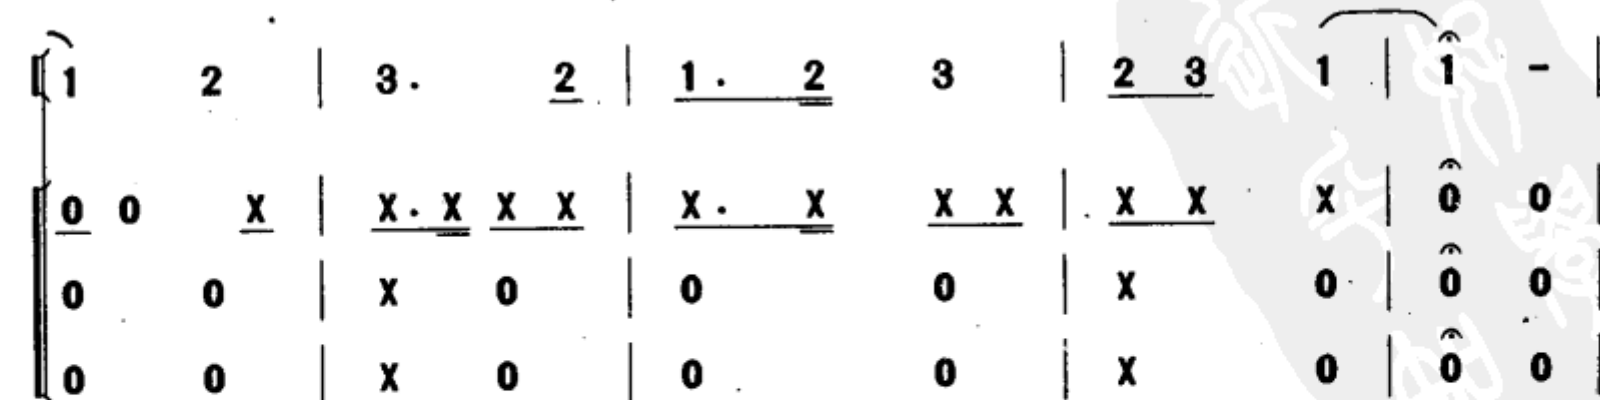 1 2 | 3. 2 | 1. 2 3 | 2 3 1 | 1 - |
0 0 X | X. X X X | X. X X X | X X X | 0 0
0 0 | X 0 | 0 0 | X 0 | 0 0 |
0 0 | X 0 | 0 0 | X 0 | 0 0